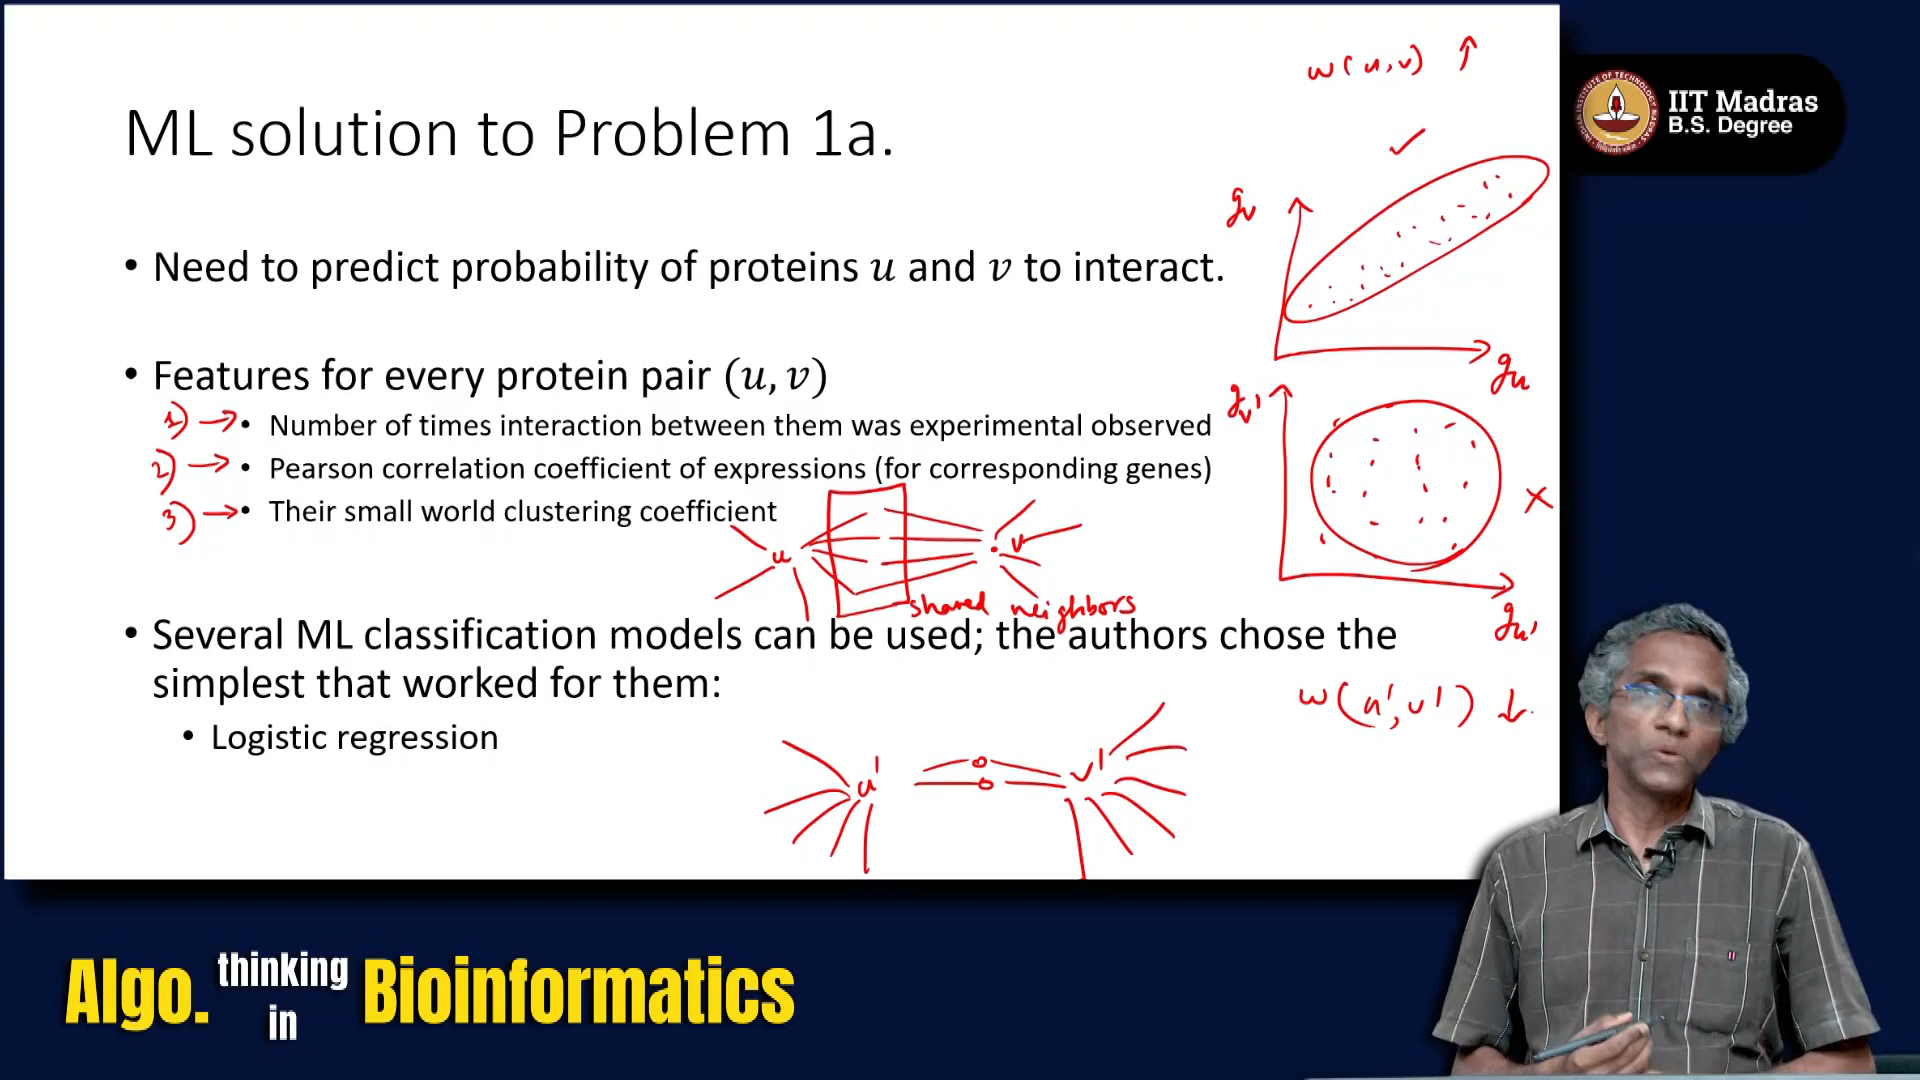 ML solution to Problem 1a.
• Need to predict probability of proteins u and v to interact.
• Features for every protein pair (u, v)
1) → • Number of times interaction between them was experimental observed
2) → • Pearson correlation coefficient of expressions (for corresponding genes)
3) → • Their small world clustering coefficient
u
v
shared neighbors
• Several ML classification models can be used; the authors chose the
simplest that worked for them:
• Logistic regression
u'
v'
w(u,v) ↑
✓
gv
gu
gv'
×
gu'
w(u',v') ↓
IIT Madras
B.S. Degree
Algo. thinking in Bioinformatics